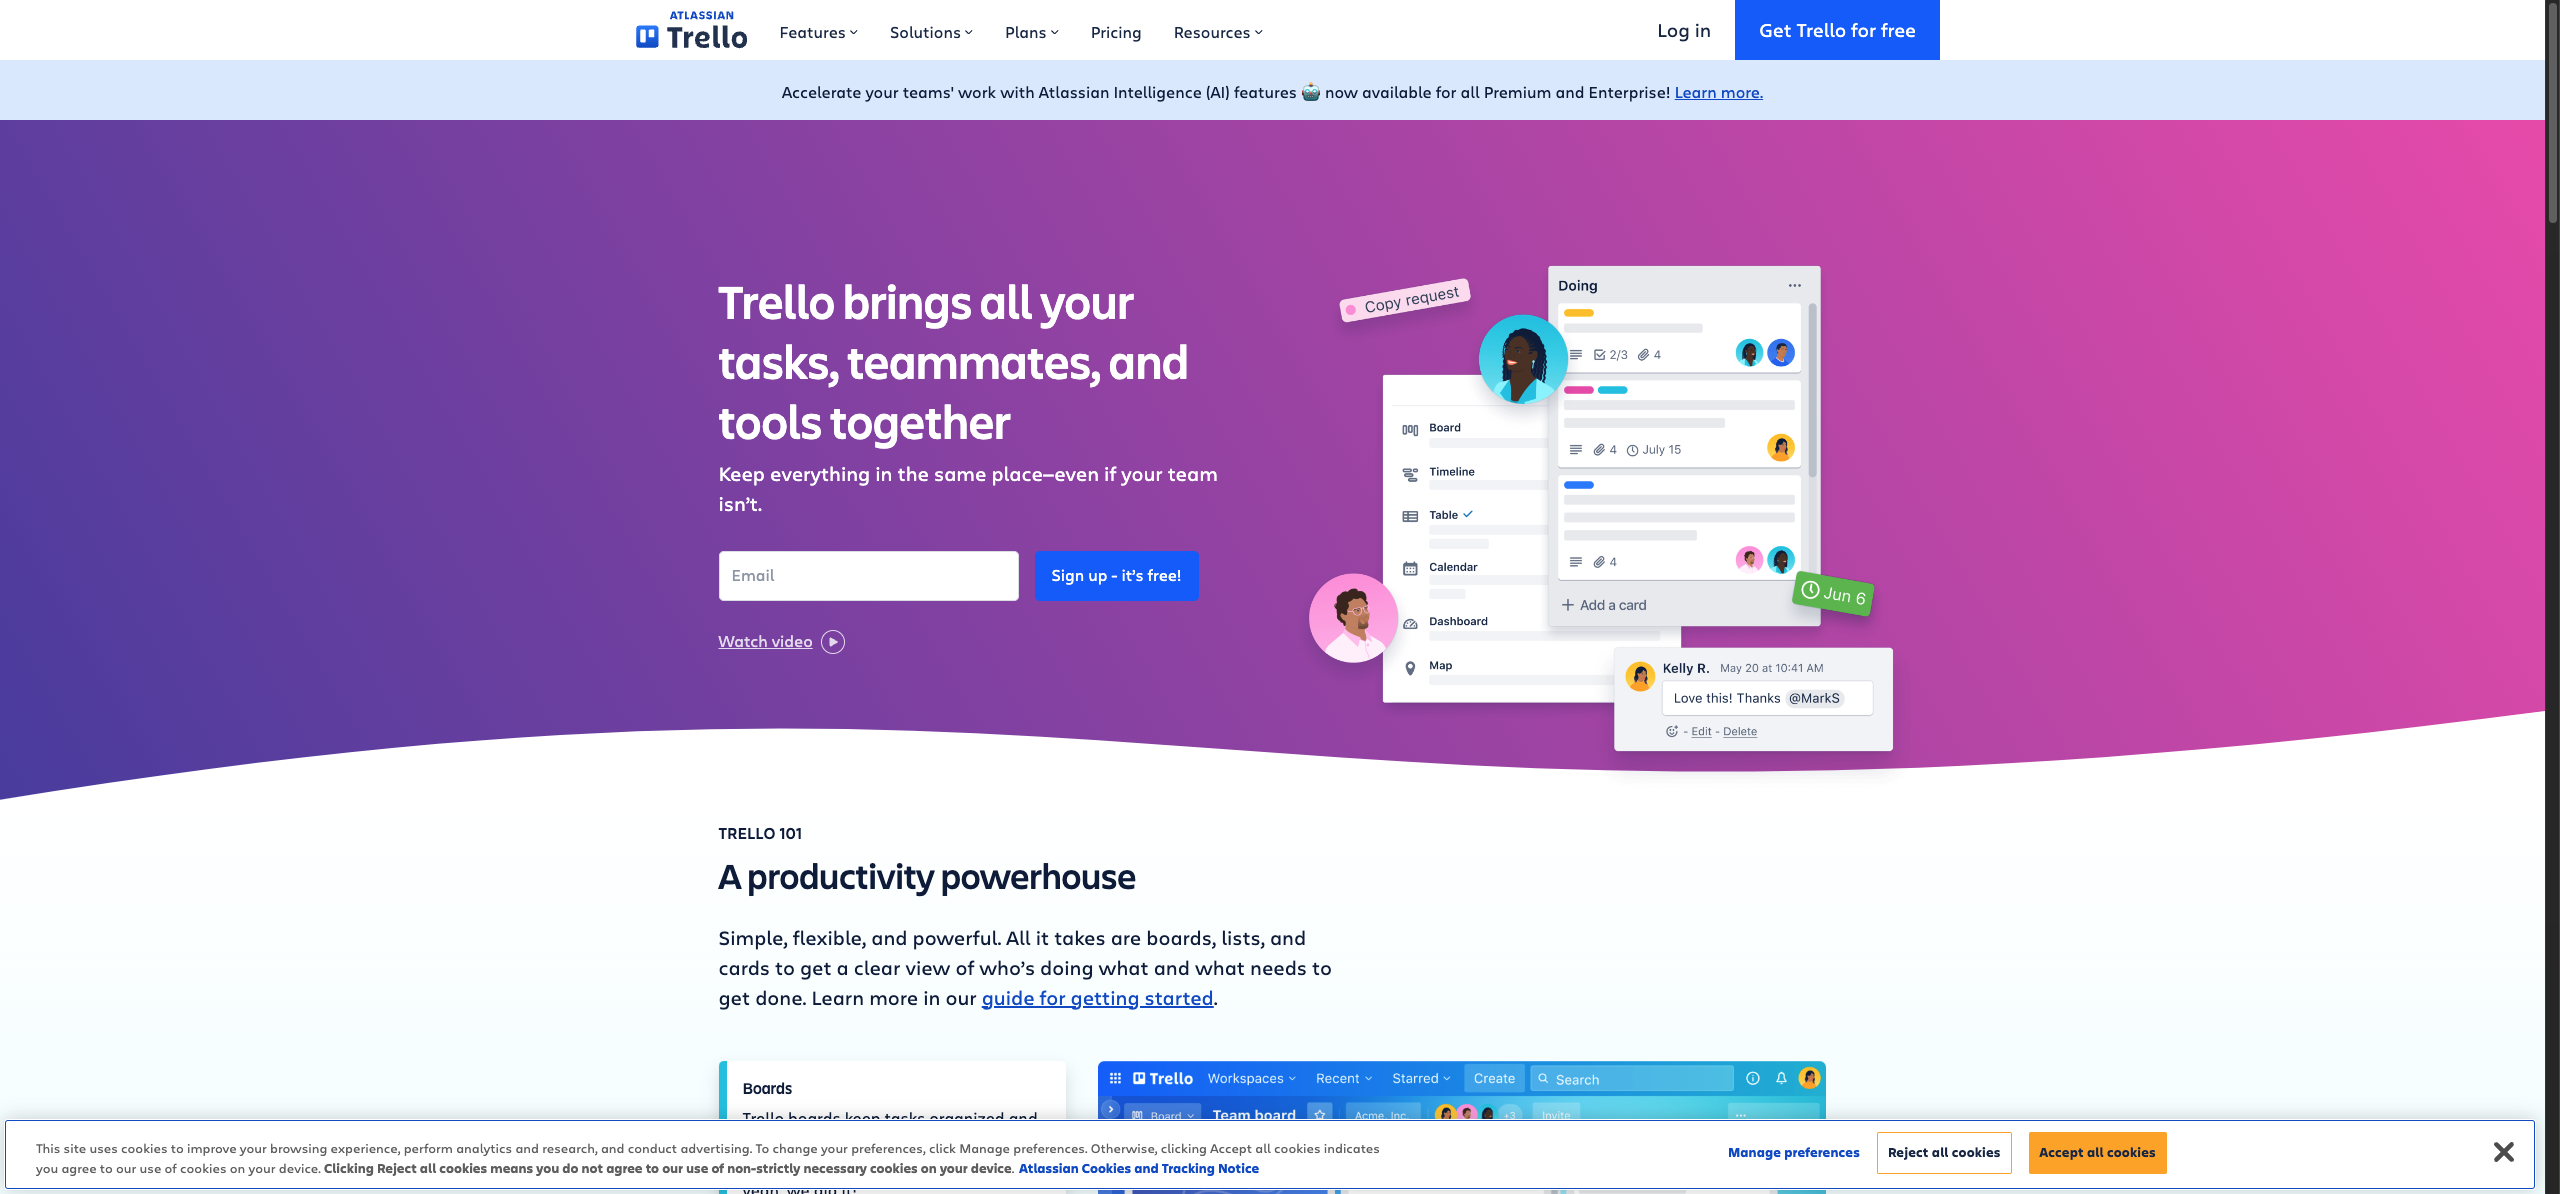 ATLASSIAN
Trello
Features
Solutions
Plans
Pricing
Resources
Log in
Get Trello for free
Accelerate your teams' work with Atlassian Intelligence (AI) features 🤖 now available for all Premium and Enterprise! Learn more.
Trello brings all your
tasks, teammates, and
tools together
Keep everything in the same place—even if your team
isn’t.
Email
Sign up - it’s free!
Watch video
Copy request
Doing
2/3
4
4
July 15
4
Add a card
Board
Timeline
Table
Calendar
Dashboard
Map
Jun 6
Kelly R. May 20 at 10:41 AM
Love this! Thanks @MarkS
- Edit - Delete
TRELLO 101
A productivity powerhouse
Simple, flexible, and powerful. All it takes are boards, lists, and
cards to get a clear view of who’s doing what and what needs to
get done. Learn more in our guide for getting started.
Boards
Trello boards keep tasks organized and
Trello
Workspaces
Recent
Starred
Create
Search
Board
Team board
Acme, Inc.
+3
Invite
This site uses cookies to improve your browsing experience, perform analytics and research, and conduct advertising. To change your preferences, click Manage preferences. Otherwise, clicking Accept all cookies indicates
you agree to our use of cookies on your device. Clicking Reject all cookies means you do not agree to our use of non-strictly necessary cookies on your device. Atlassian Cookies and Tracking Notice
Manage preferences
Reject all cookies
Accept all cookies